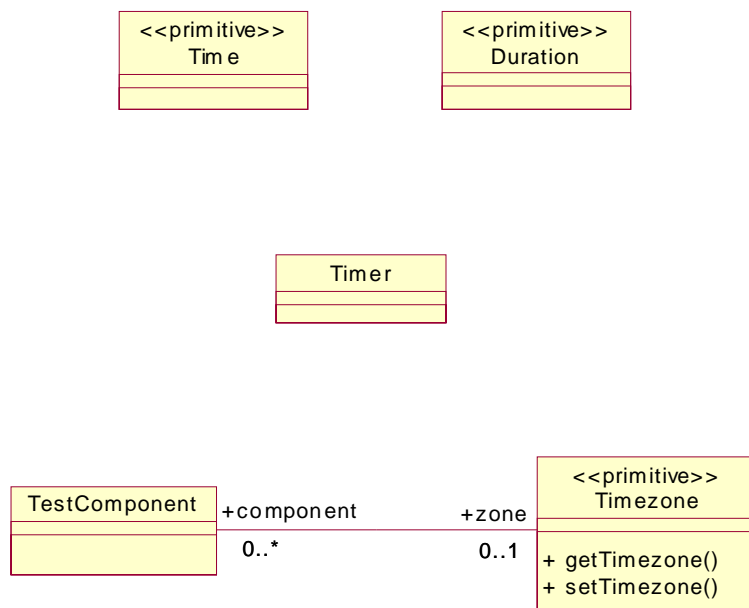 <<primitive>>
Time
<<primitive>>
Duration
Timer
TestComponent
+component
0..*
+zone
0..1
<<primitive>>
Timezone
+ getTimezone()
+ setTimezone()